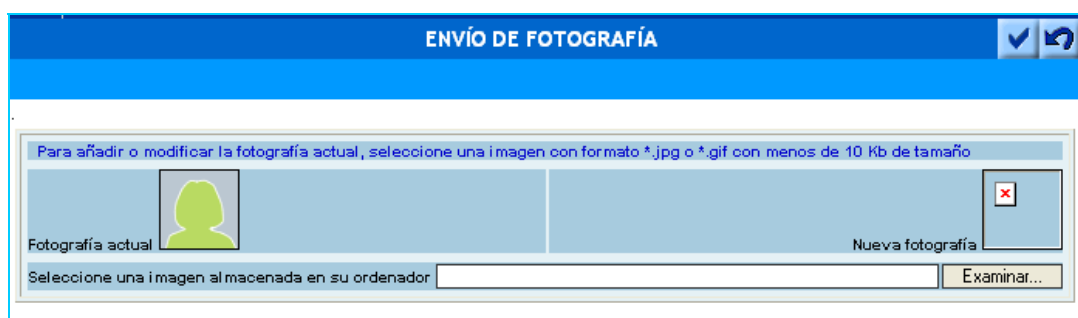 ENVÍO DE FOTOGRAFÍA
Para añadir o modificar la fotografía actual, seleccione una imagen con formato *.jpg o *.gif con menos de 10 Kb de tamaño
Fotografía actual
Nueva fotografía
Seleccione una imagen almacenada en su ordenador
Examinar...